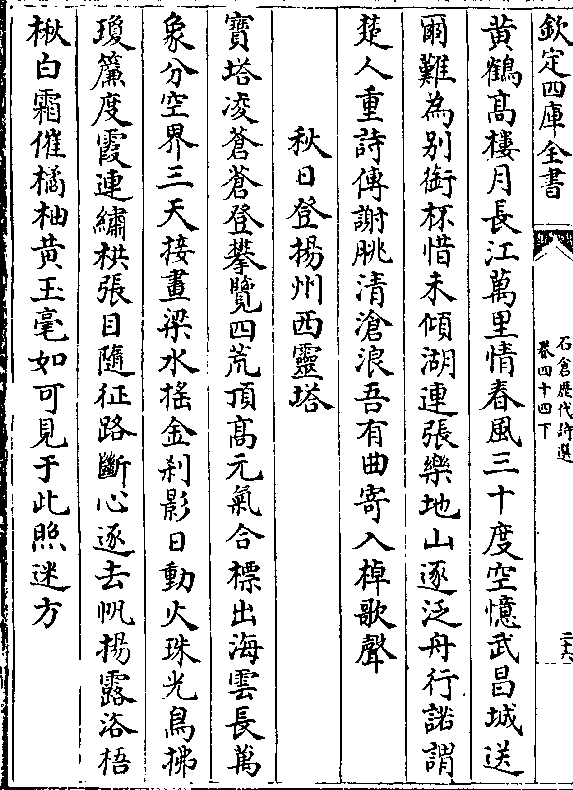 欽定四庫全書
石倉歷代詩選
卷四十四下
二十六
黄鶴髙樓月長江萬里情春風三十度空憶武昌城送
爾難為别銜杯惜未傾湖連張樂地山逐泛舟行諾謂
楚人重詩傳謝朓清滄浪吾有曲寄入棹歌聲
秋日登揚州西靈塔
寳塔凌蒼蒼登攀覽四荒頂髙元氣合標出海雲長萬
象分空界三天接畫梁水揺金刹影日動火珠光鳥拂
瓊簾度霞連繡栱張目隨征路斷心逐去帆揚露洛梧
楸白霜催橘柚黄玉毫如可見于此照迷方